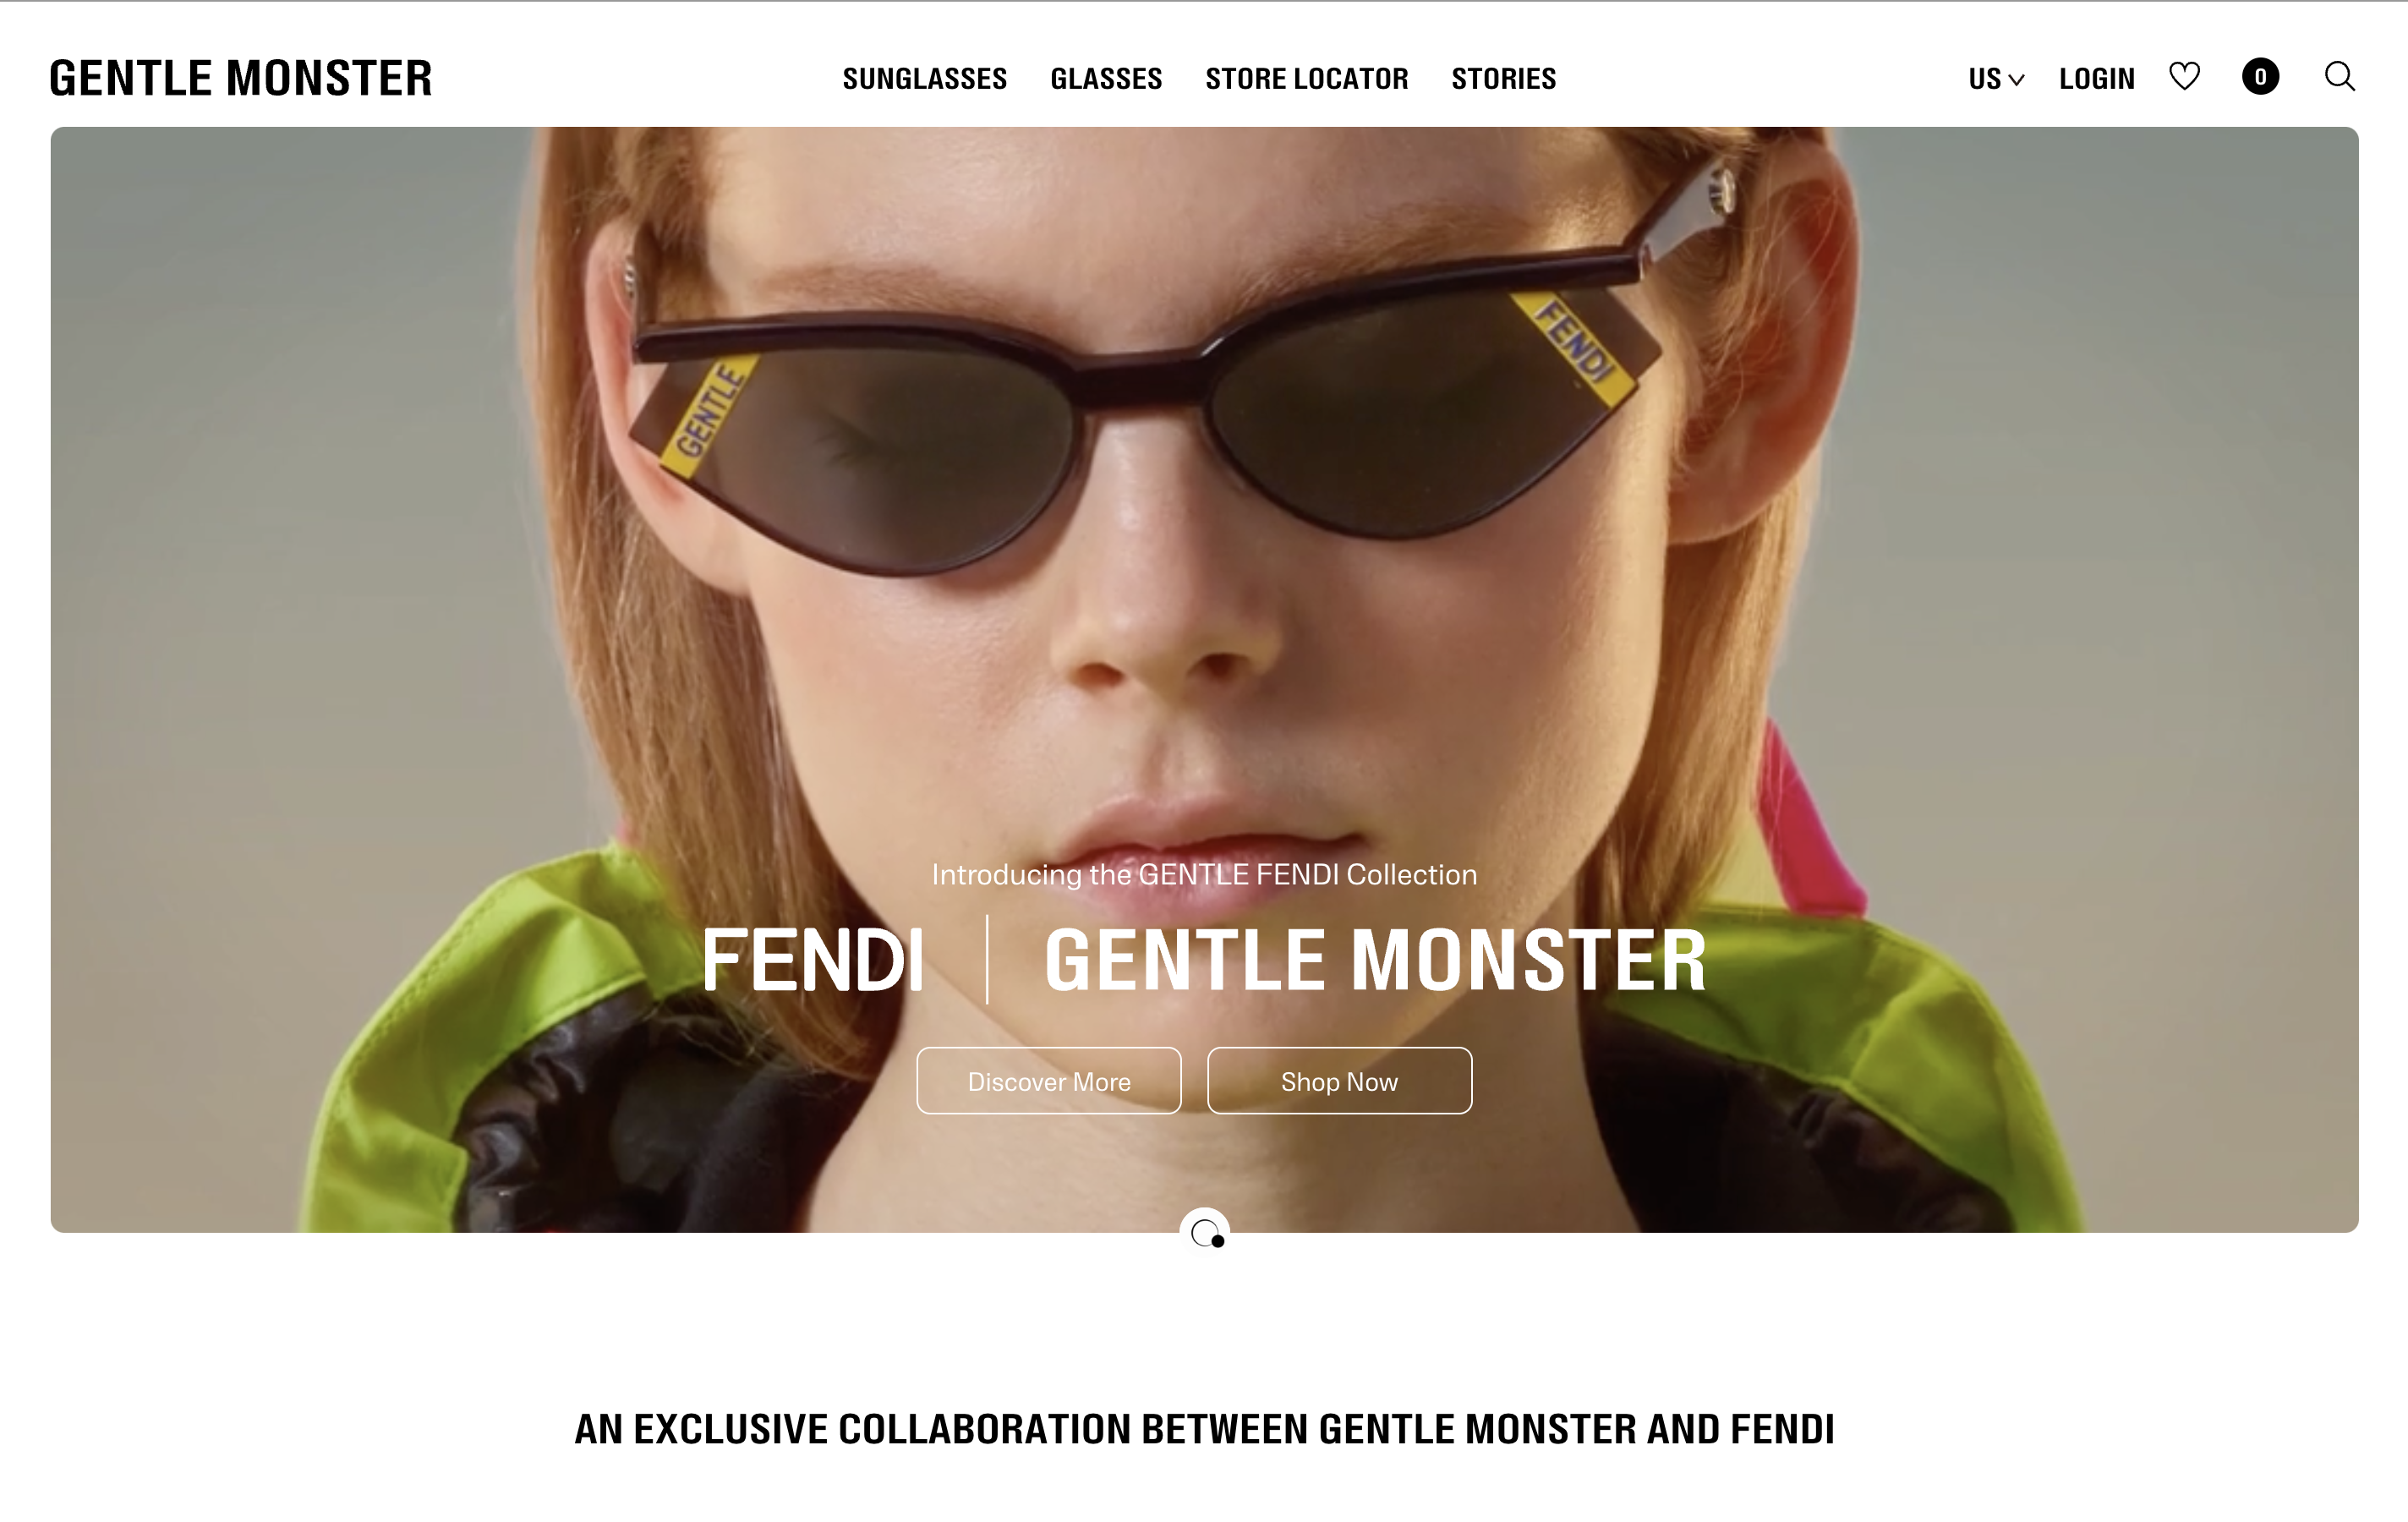 GENTLE MONSTER
SUNGLASSES GLASSES STORE LOCATOR STORIES
US LOGIN 0
GENTLE
FENDI
Introducing the GENTLE FENDI Collection
FENDI | GENTLE MONSTER
Discover More Shop Now
AN EXCLUSIVE COLLABORATION BETWEEN GENTLE MONSTER AND FENDI